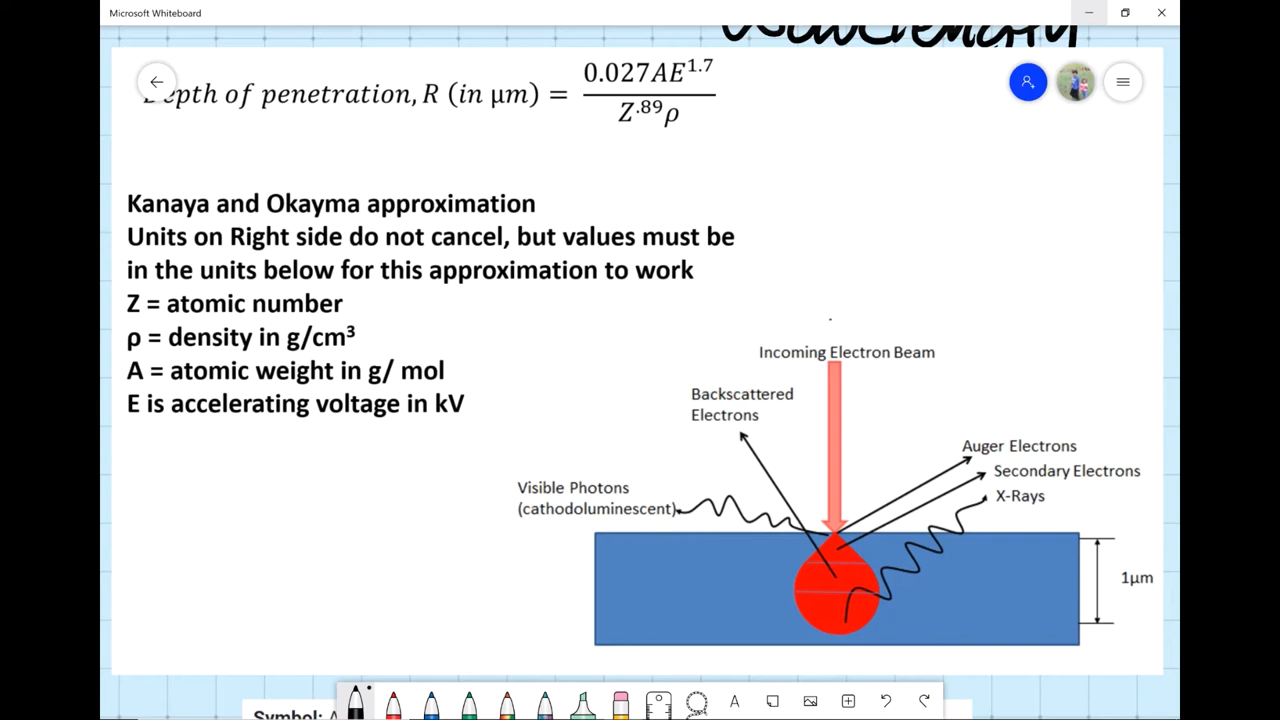 Microsoft Whiteboard
epth of penetration, R (in μm) = 0.027AE^1.7 / Z^.89ρ
Kanaya and Okayma approximation
Units on Right side do not cancel, but values must be
in the units below for this approximation to work
Z = atomic number
ρ = density in g/cm³
A = atomic weight in g/ mol
E is accelerating voltage in kV
Incoming Electron Beam
Backscattered
Electrons
Auger Electrons
Secondary Electrons
X-Rays
Visible Photons
(cathodoluminescent)
1μm
A
Symbol: